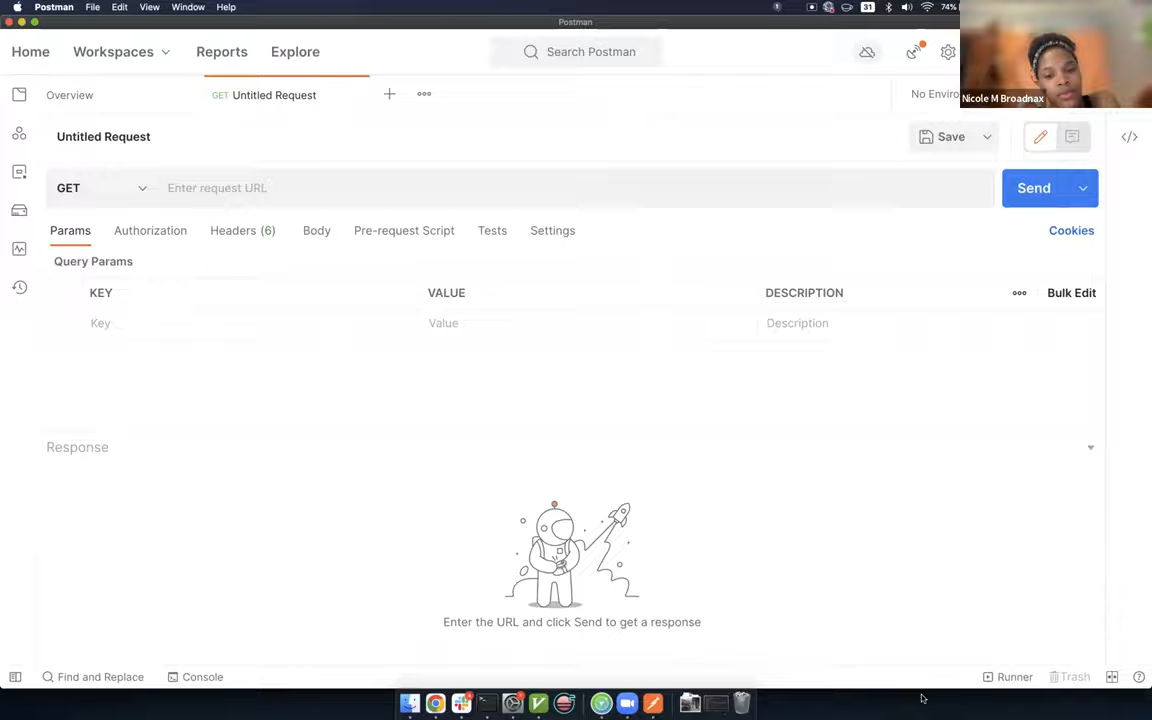 Postman File Edit View Window Help 31 74%
Postman
Home Workspaces Reports Explore Search Postman
Overview GET Untitled Request No Enviro
Nicole M Broadnax
Untitled Request Save
GET Enter request URL Send
Params Authorization Headers (6) Body Pre-request Script Tests Settings Cookies
Query Params
KEY VALUE DESCRIPTION Bulk Edit
Key Value Description
Response
Enter the URL and click Send to get a response
Find and Replace Console Runner Trash